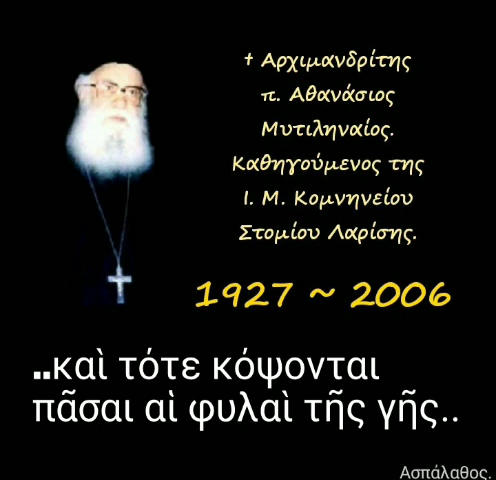 † Αρχιμανδρίτης
π. Αθανάσιος
Μυτιληναίος.
Καθηγούμενος της
Ι. Μ. Κομνηνείου
Στομίου Λαρίσης.
1927 ~ 2006
..καὶ τότε κόψονται
πᾶσαι αἱ φυλαὶ τῆς γῆς..
Ασπάλαθος.